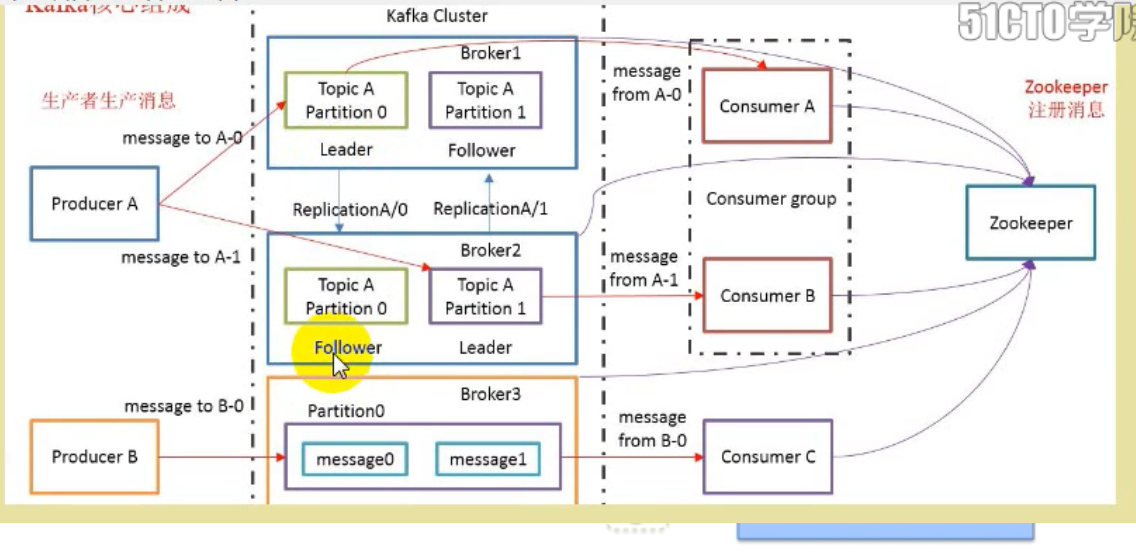 Kafka核心组成
51CTO学院
Kafka Cluster
Broker1
Topic A
Partition 0
Topic A
Partition 1
Leader
Follower
生产者生产消息
message to A-0
Producer A
message to A-1
ReplicationA/0
ReplicationA/1
Broker2
Topic A
Partition 0
Topic A
Partition 1
Follower
Leader
message
from A-0
Consumer A
Consumer group
message
from A-1
Consumer B
Zookeeper
注册消息
Zookeeper
message to B-0
Producer B
Broker3
Partition0
message0
message1
message
from B-0
Consumer C